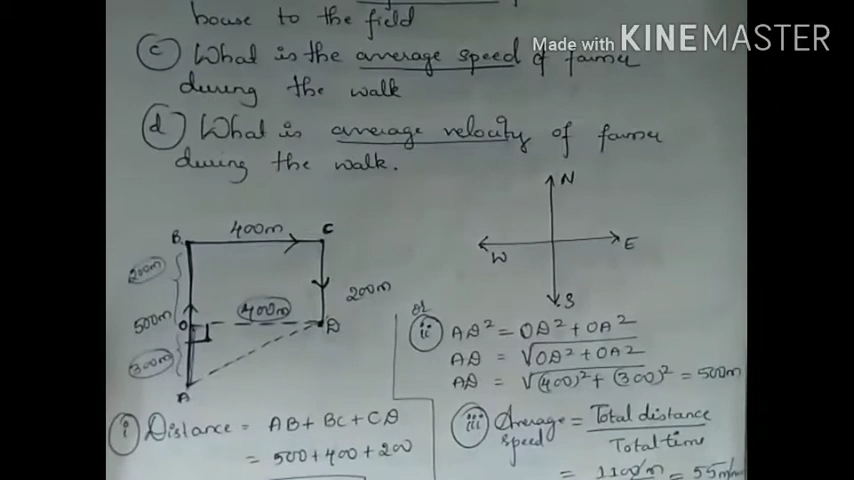 house to the field
Made with KINEMASTER
(c) What is the average speed of farmer
during the walk
(d) What is average velocity of farmer
during the walk.
N
W
E
S
B
400m
C
200m
500m
O
400m
D
200m
300m
A
or
(ii) AD² = OD² + OA²
AD = √OD² + OA²
AD = √(400)² + (300)² = 500m
(i) Distance = AB + BC + CD
= 500 + 400 + 200
(iii) Average speed = Total distance
Total time
= 1100m = 55m/min